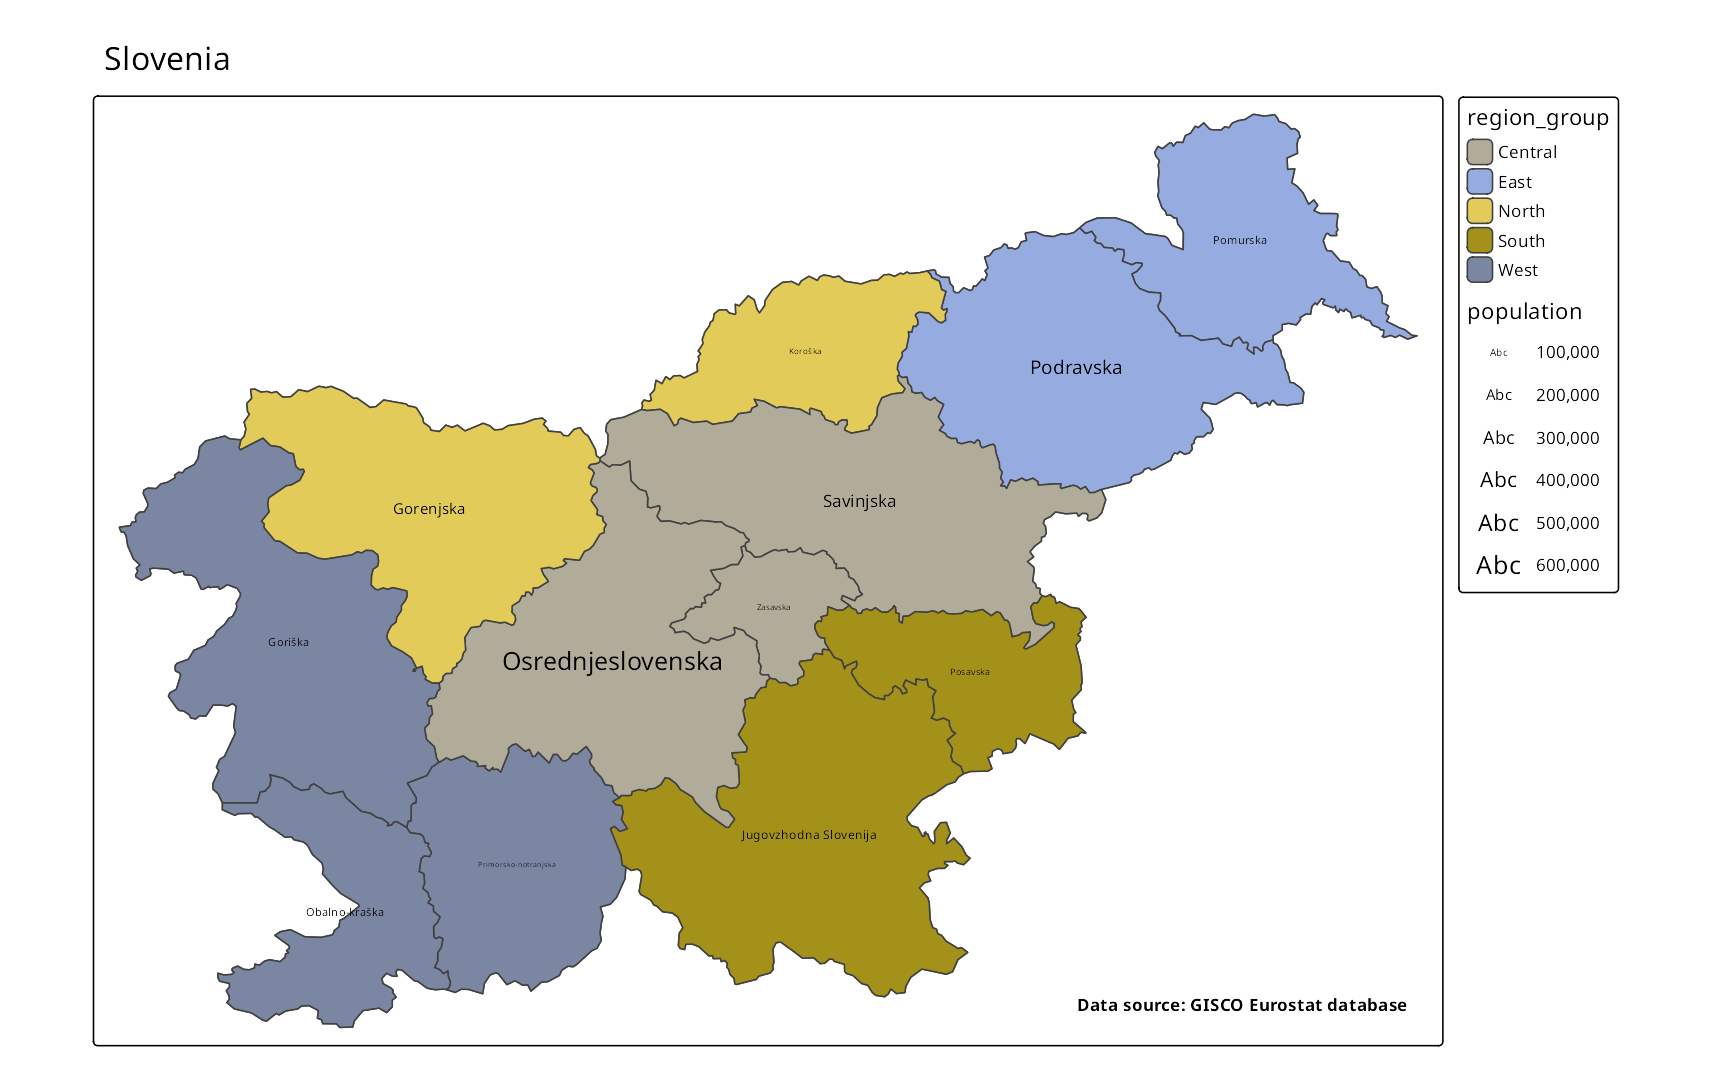 Slovenia
Pomurska
Koroška
Podravska
Savinjska
Gorenjska
Zasavska
Goriška
Osrednjeslovenska
Posavska
Jugovzhodna Slovenija
Primorsko-notranjska
Obalno-kraška
Data source: GISCO Eurostat database
region_group
Central
East
North
South
West
population
Abc 100,000
Abc 200,000
Abc 300,000
Abc 400,000
Abc 500,000
Abc 600,000